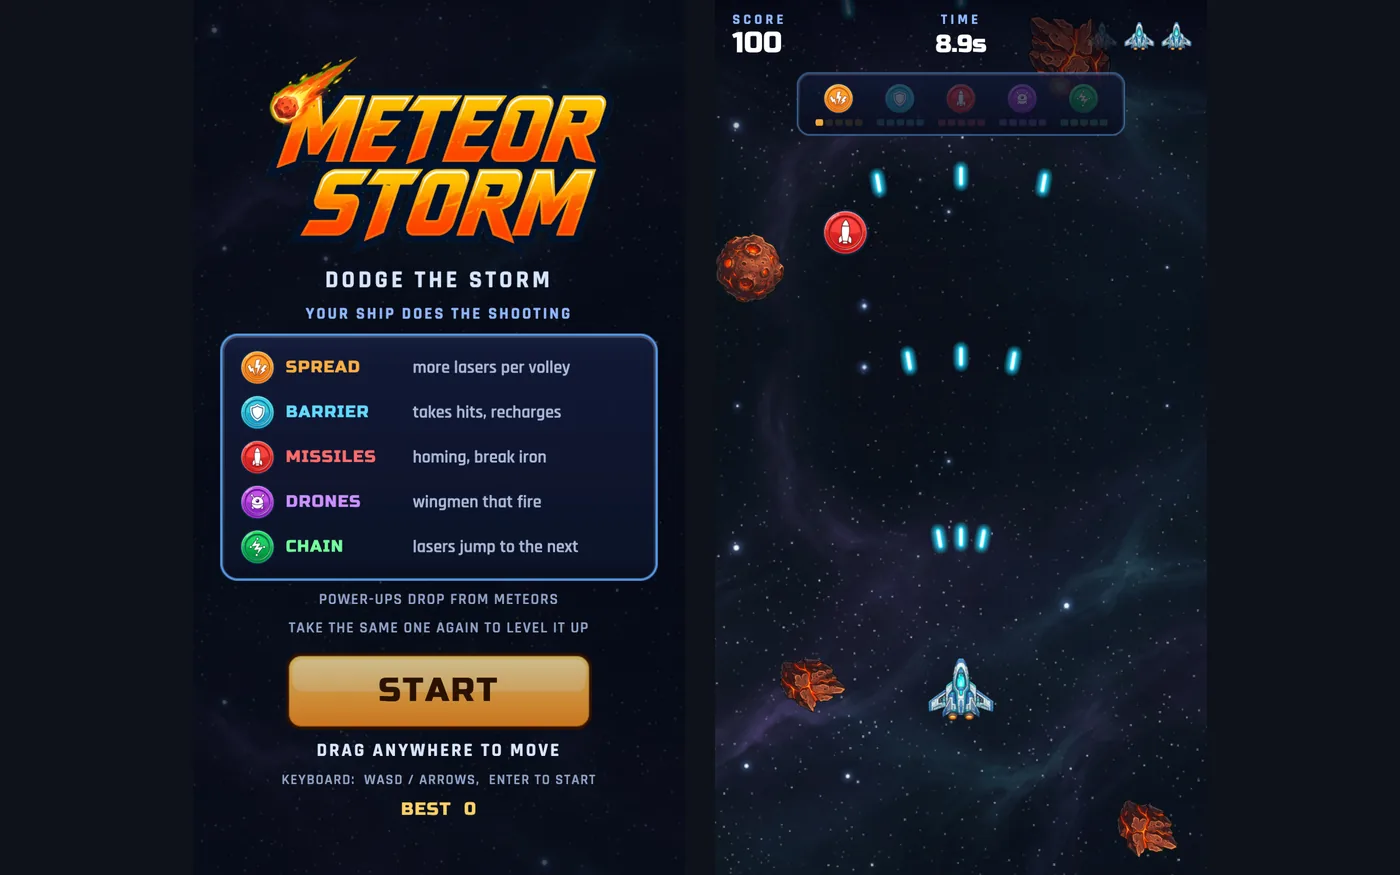 METEOR
STORM
DODGE THE STORM
YOUR SHIP DOES THE SHOOTING
SPREAD more lasers per volley
BARRIER takes hits, recharges
MISSILES homing, break iron
DRONES wingmen that fire
CHAIN lasers jump to the next
POWER-UPS DROP FROM METEORS
TAKE THE SAME ONE AGAIN TO LEVEL IT UP
START
DRAG ANYWHERE TO MOVE
KEYBOARD: WASD / ARROWS, ENTER TO START
BEST 0
SCORE TIME
100 8.9s